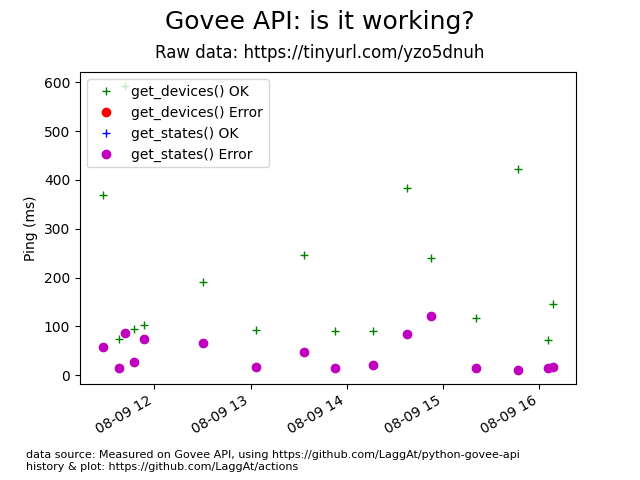 Govee API: is it working?
Raw data: https://tinyurl.com/yzo5dnuh
600
500
400
300
200
100
0
Ping (ms)
get_devices() OK
get_devices() Error
get_states() OK
get_states() Error
08-09 12
08-09 13
08-09 14
08-09 15
08-09 16
data source: Measured on Govee API, using https://github.com/LaggAt/python-govee-api
history & plot: https://github.com/LaggAt/actions